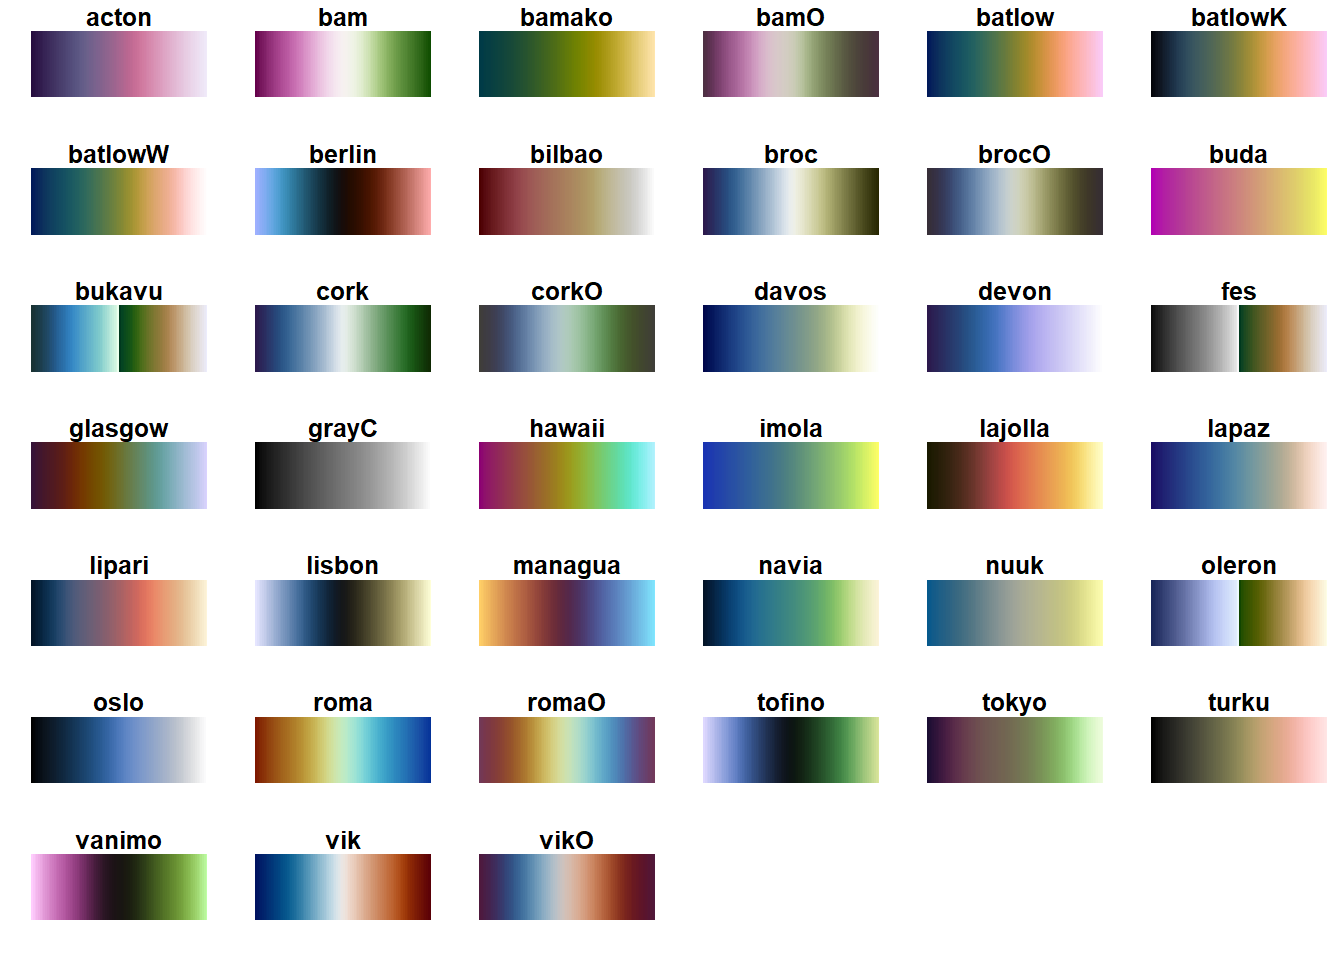 acton bam bamako bamO batlow batlowK
batlowW berlin bilbao broc brocO buda
bukavu cork corkO davos devon fes
glasgow grayC hawaii imola lajolla lapaz
lipari lisbon managua navia nuuk oleron
oslo roma romaO tofino tokyo turku
vanimo vik vikO